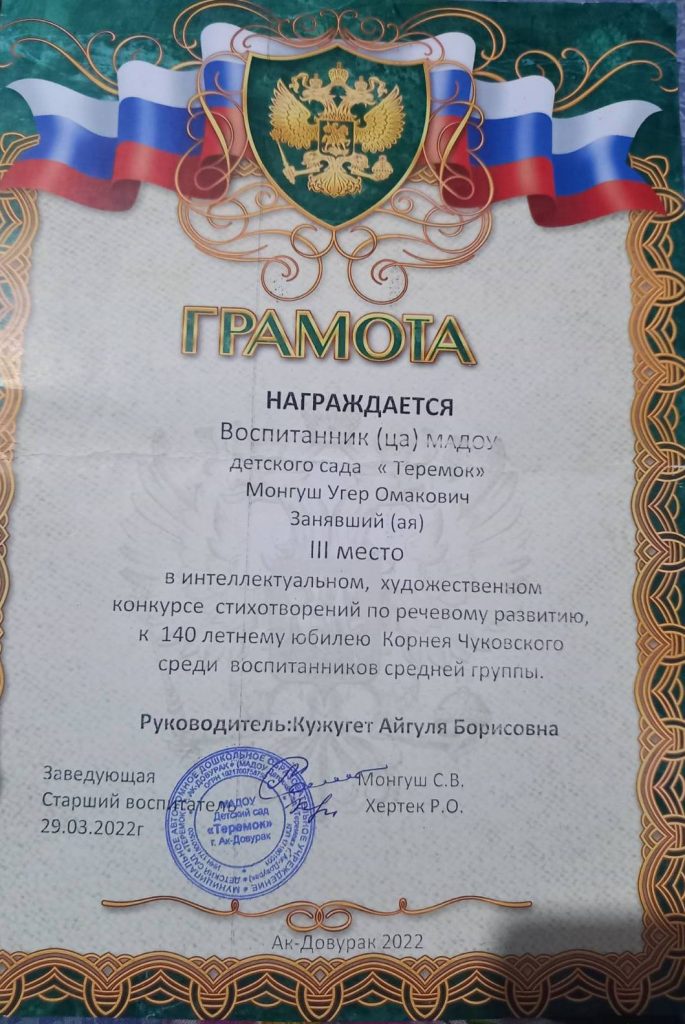 ГРАМОТА
НАГРАЖДАЕТСЯ
Воспитанник (ца) МАДОУ
детского сада « Теремок»
Монгуш Угер Омакович
Занявший (ая)
III место
в интеллектуальном, художественном
конкурсе стихотворений по речевому развитию,
к 140 летнему юбилею Корнея Чуковского
среди воспитанников средней группы.
Руководитель:Кужугет Айгуля Борисовна
Заведующая Монгуш С.В.
Старший воспитатель Хертек Р.О.
29.03.2022г
МАДОУ
Детский сад
«Теремок»
г. Ак-Довурак
Ак-Довурак 2022